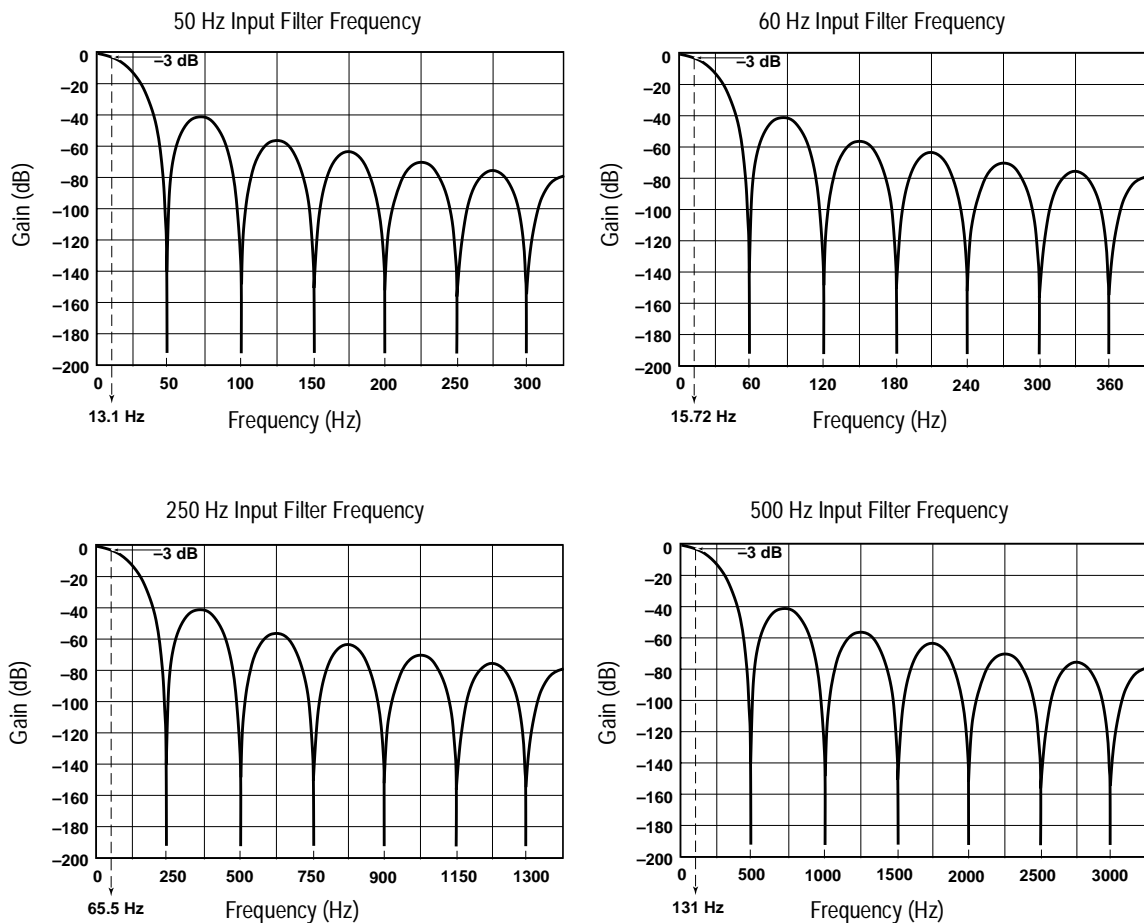 50 Hz Input Filter Frequency
0
–20
–40
–60
–80
–100
–120
–140
–160
–180
–200
–3 dB
Gain (dB)
0 50 100 150 200 250 300
13.1 Hz
Frequency (Hz)
60 Hz Input Filter Frequency
0
–20
–40
–60
–80
–100
–120
–140
–160
–180
–200
–3 dB
Gain (dB)
0 60 120 180 240 300 360
15.72 Hz
Frequency (Hz)
250 Hz Input Filter Frequency
0
–20
–40
–60
–80
–100
–120
–140
–160
–180
–200
–3 dB
Gain (dB)
0 250 500 750 900 1150 1300
65.5 Hz
Frequency (Hz)
500 Hz Input Filter Frequency
0
–20
–40
–60
–80
–100
–120
–140
–160
–180
–200
–3 dB
Gain (dB)
0 500 1000 1500 2000 2500 3000
131 Hz
Frequency (Hz)